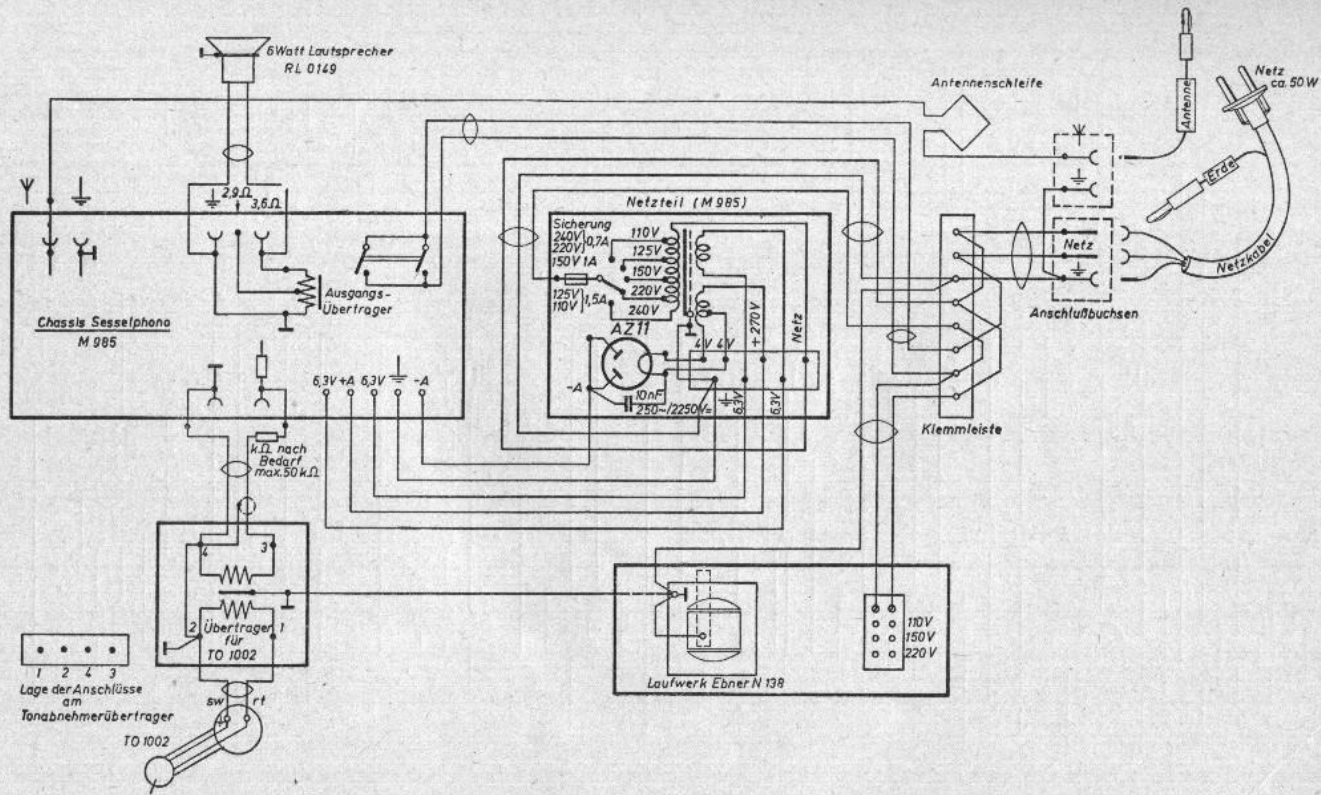 6 Watt Lautsprecher
RL 0149
Antennenschleife
Antenne
Netz
ca. 50 W
Erde
Netzkabel
2,9Ω
3,6Ω
Netzteil (M 985)
Sicherung
240V
220V
0,7A
150V 1A
125V
110V
1,5A
110V
125V
150V
220V
240V
AZ 11
4V 4V
+270V
Netz
-A
10nF
250~/2250V=
6,3V
6,3V
Netz
Anschlußbuchsen
Klemmleiste
Ausgangs-
Übertrager
Chassis Sesselphono
M 985
6,3V +A 6,3V -A
kΩ nach
Bedarf
max. 50 kΩ
4 3
2 1
Übertrager
für
TO 1002
1 2 4 3
Lage der Anschlüsse
am
Tonabnehmerübertrager
sw rt
TO 1002
110V
150V
220V
Laufwerk Ebner N 138